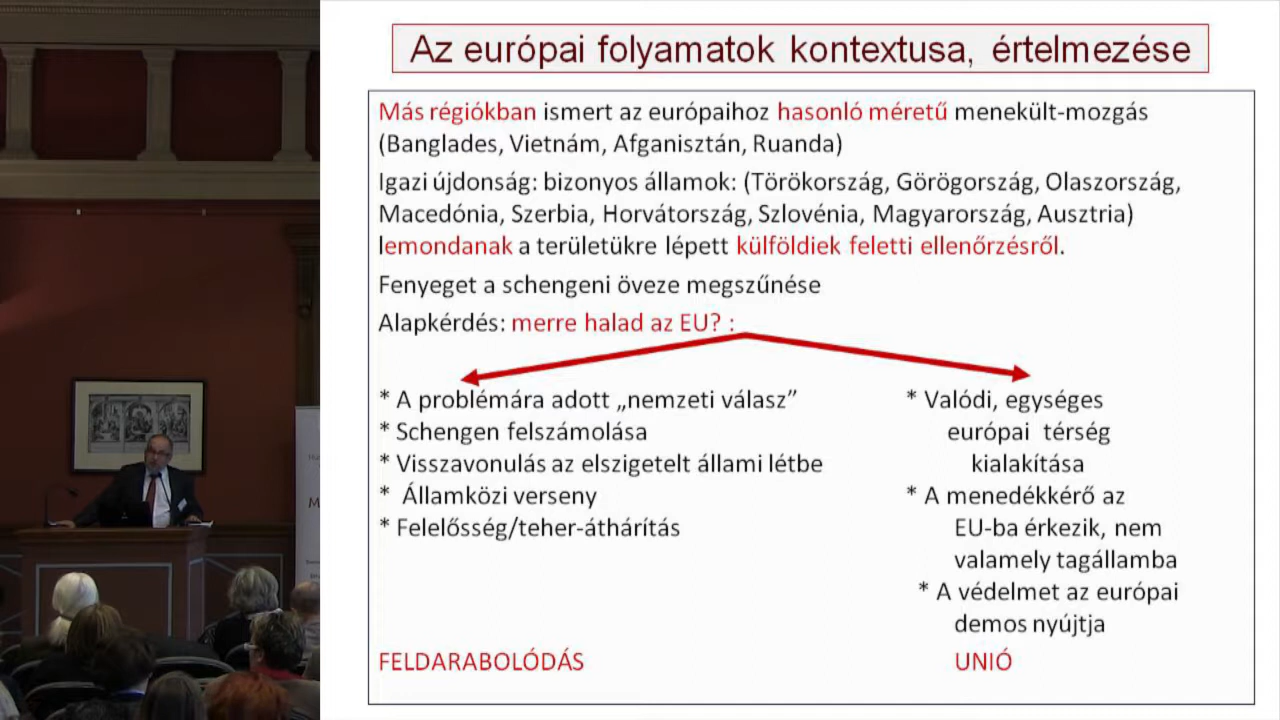 Az európai folyamatok kontextusa, értelmezése
Más régiókban ismert az európaihoz hasonló méretű menekült-mozgás
(Banglades, Vietnám, Afganisztán, Ruanda)
Igazi újdonság: bizonyos államok: (Törökország, Görögország, Olaszország,
Macedónia, Szerbia, Horvátország, Szlovénia, Magyarország, Ausztria)
lemondanak a területükre lépett külföldiek feletti ellenőrzésről.
Fenyeget a schengeni öveze megszűnése
Alapkérdés: merre halad az EU? :
* A problémára adott „nemzeti válasz”
* Schengen felszámolása
* Visszavonulás az elszigetelt állami létbe
* Államközi verseny
* Felelősség/teher-áthárítás
FELDARABOLÓDÁS
* Valódi, egységes
európai térség
kialakítása
* A menedékkérő az
EU-ba érkezik, nem
valamely tagállamba
* A védelmet az európai
demos nyújtja
UNIÓ